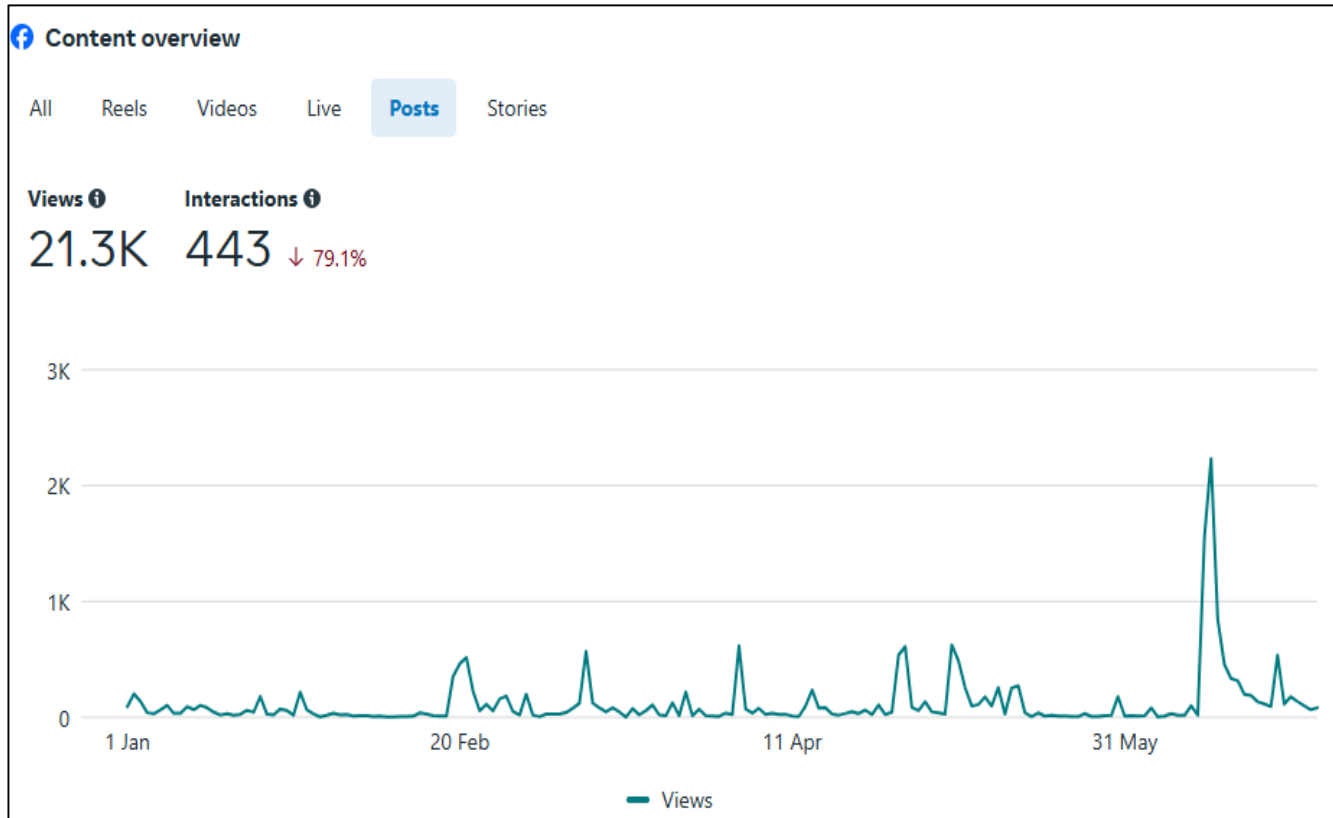 Content overview
All Reels Videos Live Posts Stories
Views Interactions
21.3K 443 ↓ 79.1%
3K
2K
1K
0
1 Jan 20 Feb 11 Apr 31 May
Views